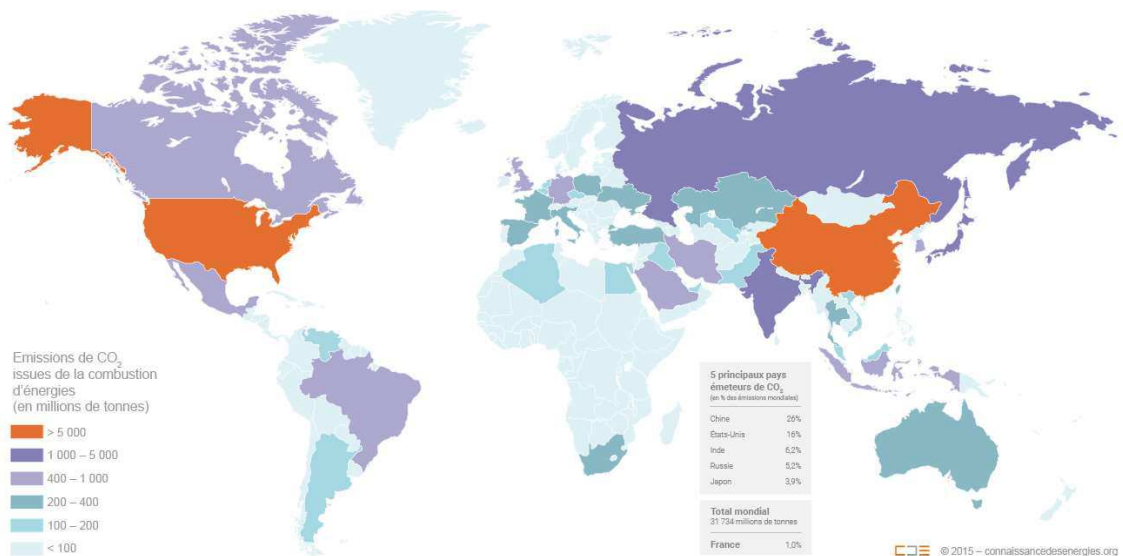 Emissions de CO₂
issues de la combustion
d'énergies
(en millions de tonnes)
> 5 000
1 000 – 5 000
400 – 1 000
200 – 400
100 – 200
< 100
5 principaux pays
émeteurs de CO₂
(en % des émissions mondiales)
Chine 26%
États-Unis 16%
Inde 6,2%
Russie 5,2%
Japon 3,9%
Total mondial
31 734 millions de tonnes
France 1,0%
© 2015 – connaissancedesenergies.org